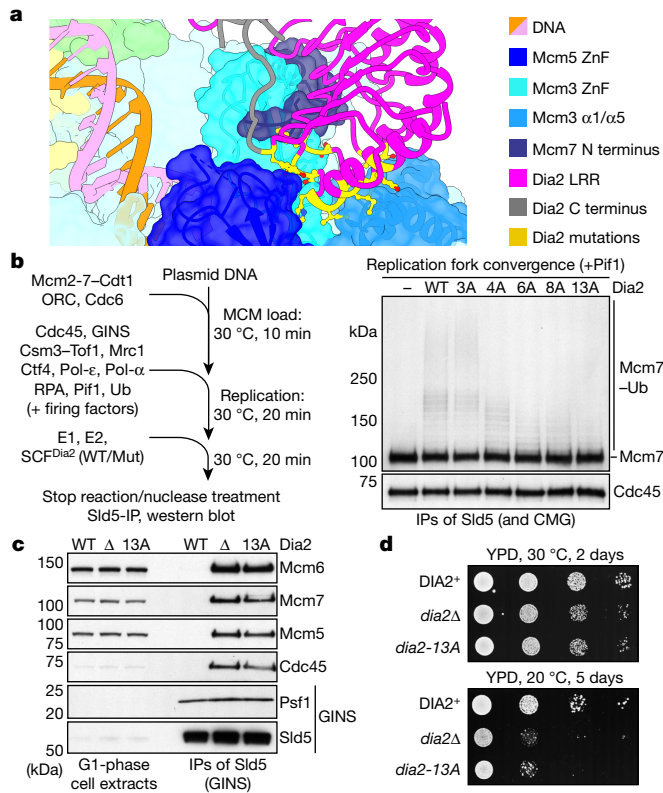 a
DNA
Mcm5 ZnF
Mcm3 ZnF
Mcm3 α1/α5
Mcm7 N terminus
Dia2 LRR
Dia2 C terminus
Dia2 mutations
b
Mcm2-7–Cdt1
ORC, Cdc6
Plasmid DNA
MCM load:
30 °C, 10 min
Cdc45, GINS
Csm3–Tof1, Mrc1
Ctf4, Pol-ε, Pol-α
RPA, Pif1, Ub
(+ firing factors)
Replication:
30 °C, 20 min
E1, E2,
SCFDia2 (WT/Mut)
30 °C, 20 min
Stop reaction/nuclease treatment
Sld5-IP, western blot
Replication fork convergence (+Pif1)
– WT 3A 4A 6A 8A 13A Dia2
kDa
250
150
100
75
Mcm7
–Ub
Mcm7
Cdc45
IPs of Sld5 (and CMG)
c
WT Δ 13A WT Δ 13A Dia2
150 Mcm6
100 Mcm7
100 Mcm5
75
75 Cdc45
25 Psf1
20
GINS
Sld5
50
(kDa)
G1-phase
cell extracts
IPs of Sld5
(GINS)
d
YPD, 30 °C, 2 days
DIA2+
dia2Δ
dia2-13A
YPD, 20 °C, 5 days
DIA2+
dia2Δ
dia2-13A